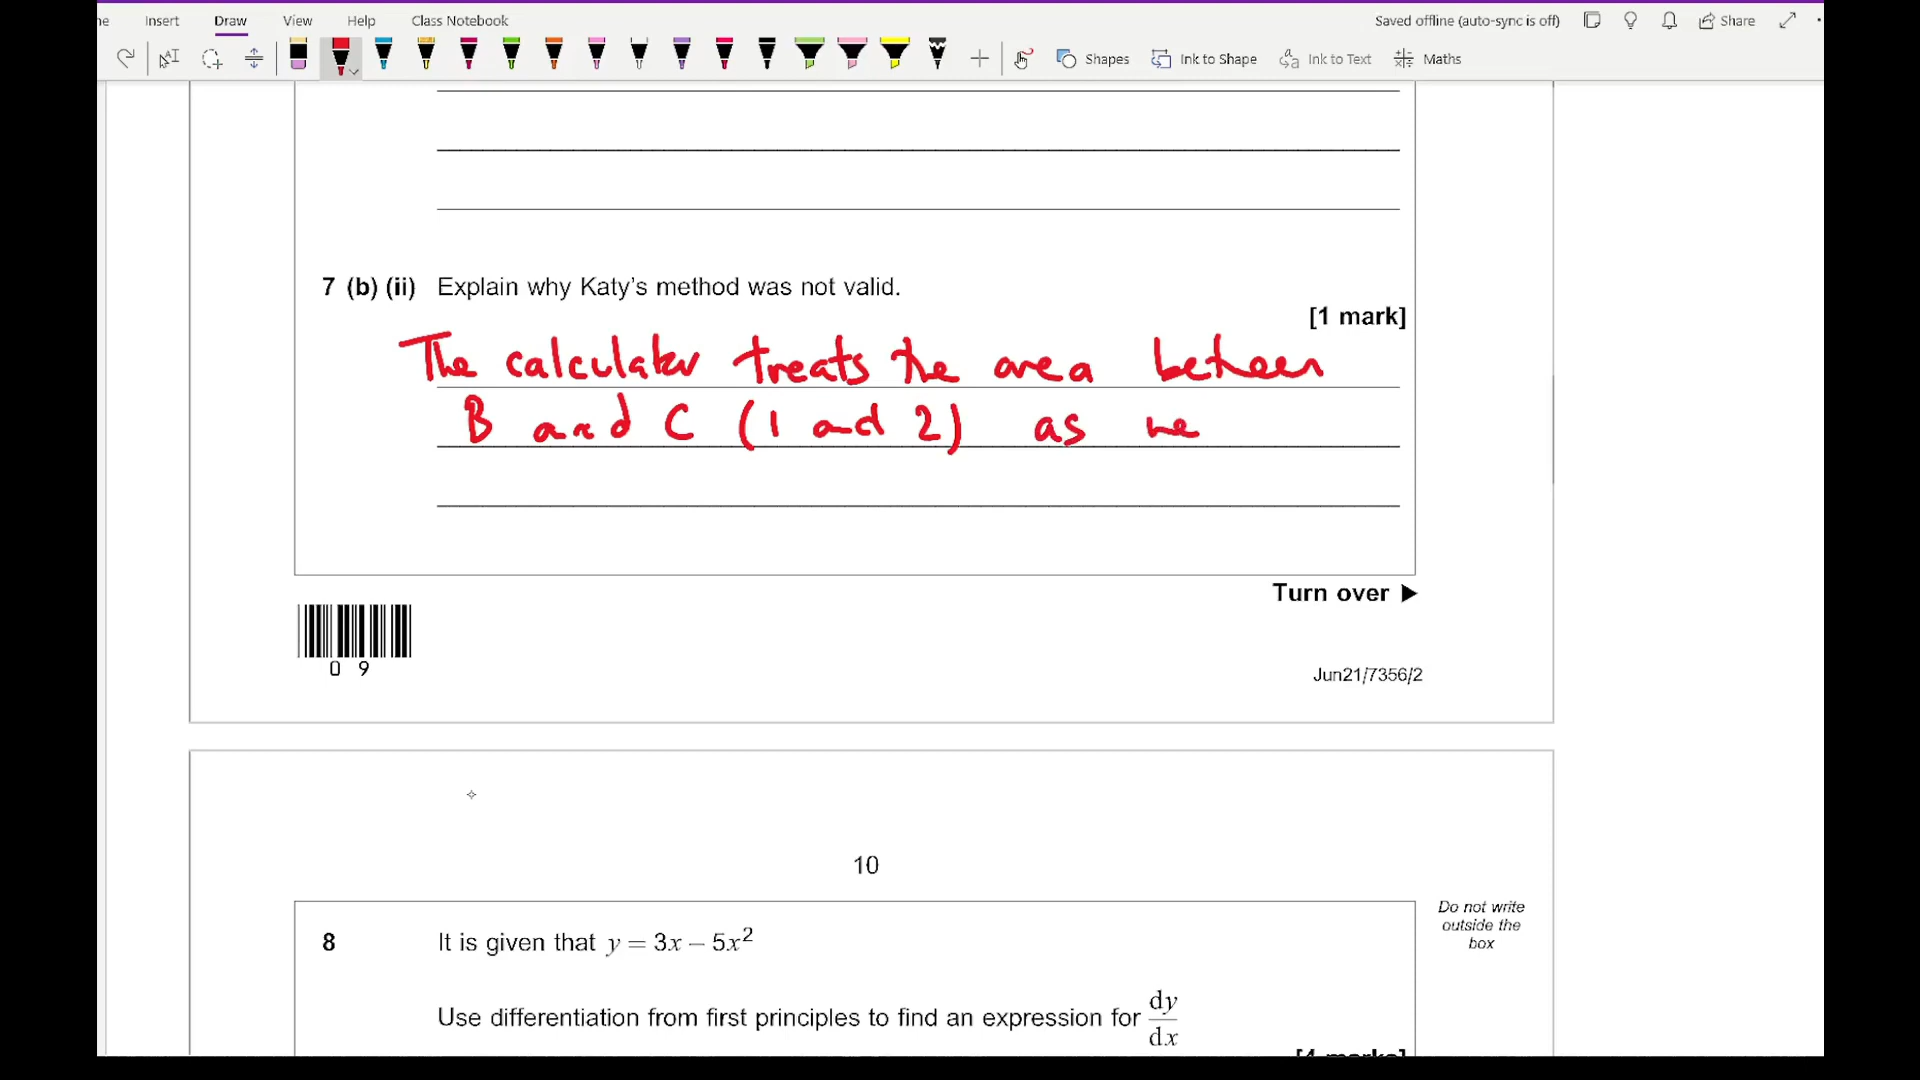 Insert Draw View Help Class Notebook Saved offline (auto-sync is off) Share
Shapes Ink to Shape Ink to Text Maths
7 (b) (ii) Explain why Katy's method was not valid.
[1 mark]
The calculator treats the area between
B and C (1 and 2) as ne
Turn over
0 9
Jun21/7356/2
10
Do not write
outside the
box
8 It is given that y = 3x – 5x²
Use differentiation from first principles to find an expression for dy/dx
[4 marks]